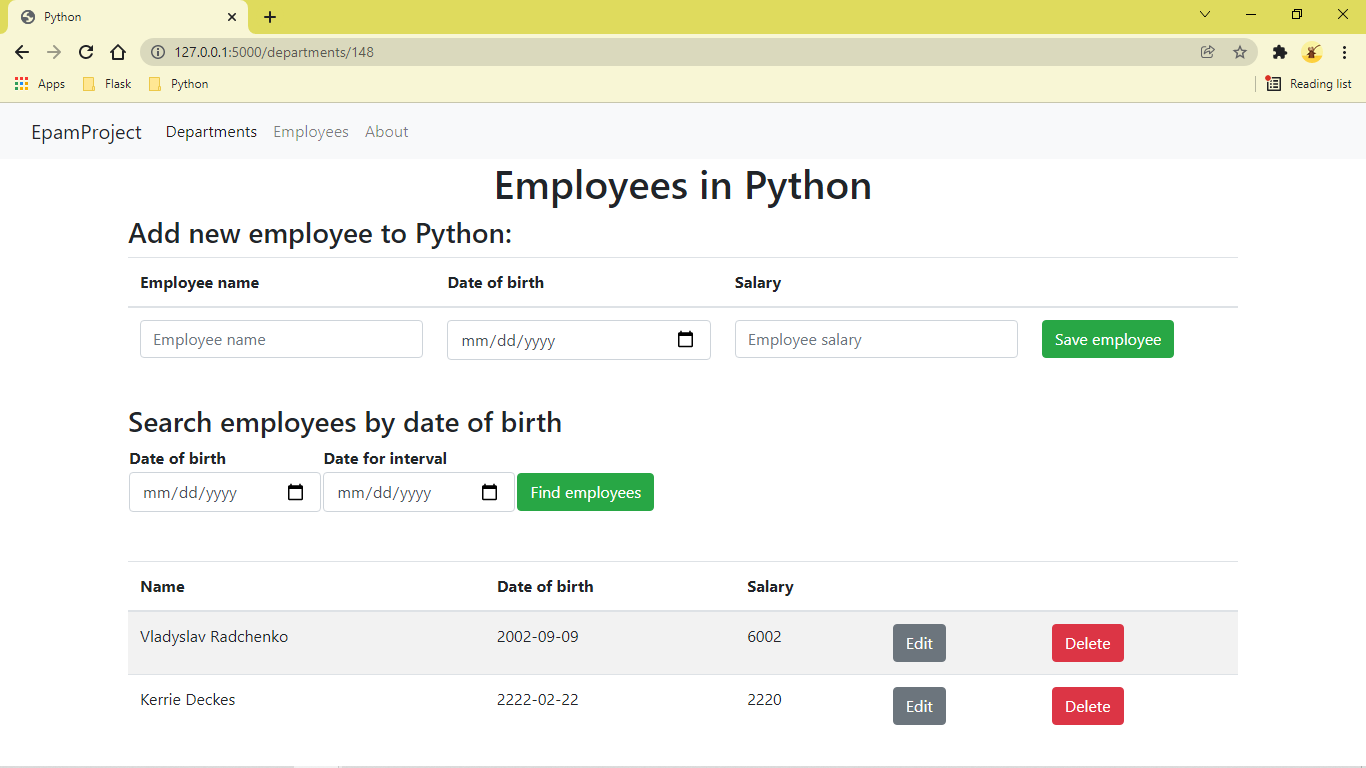 Python
127.0.0.1:5000/departments/148
Apps Flask Python Reading list
EpamProject Departments Employees About
Employees in Python
Add new employee to Python:
Employee name Date of birth Salary
Employee name mm/dd/yyyy Employee salary Save employee
Search employees by date of birth
Date of birth Date for interval
mm/dd/yyyy mm/dd/yyyy Find employees
Name Date of birth Salary
Vladyslav Radchenko 2002-09-09 6002 Edit Delete
Kerrie Deckes 2222-02-22 2220 Edit Delete